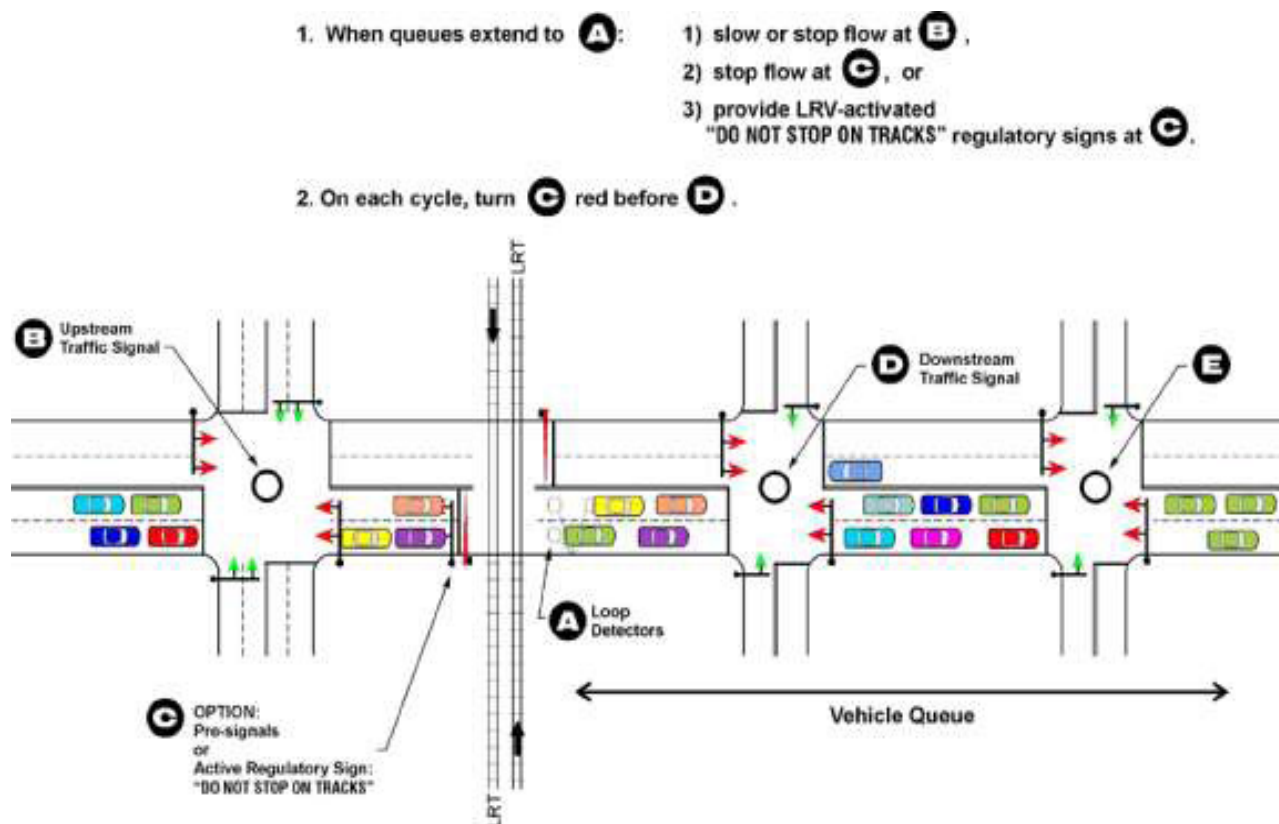 1. When queues extend to A: 1) slow or stop flow at B,
2) stop flow at C, or
3) provide LRV-activated
"DO NOT STOP ON TRACKS" regulatory signs at C.
2. On each cycle, turn C red before D.
LRT
B Upstream
Traffic Signal
D Downstream
Traffic Signal
E
A Loop
Detectors
C OPTION:
Pre-signals
or
Active Regulatory Sign:
"DO NOT STOP ON TRACKS"
Vehicle Queue
LRT